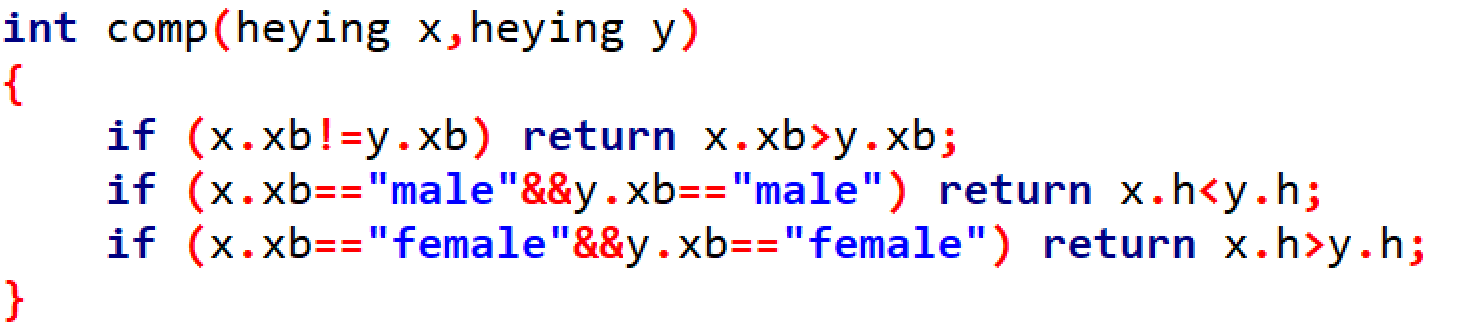 int comp(heying x,heying y)
{
    if (x.xb!=y.xb) return x.xb>y.xb;
    if (x.xb=="male"&&y.xb=="male") return x.h<y.h;
    if (x.xb=="female"&&y.xb=="female") return x.h>y.h;
}